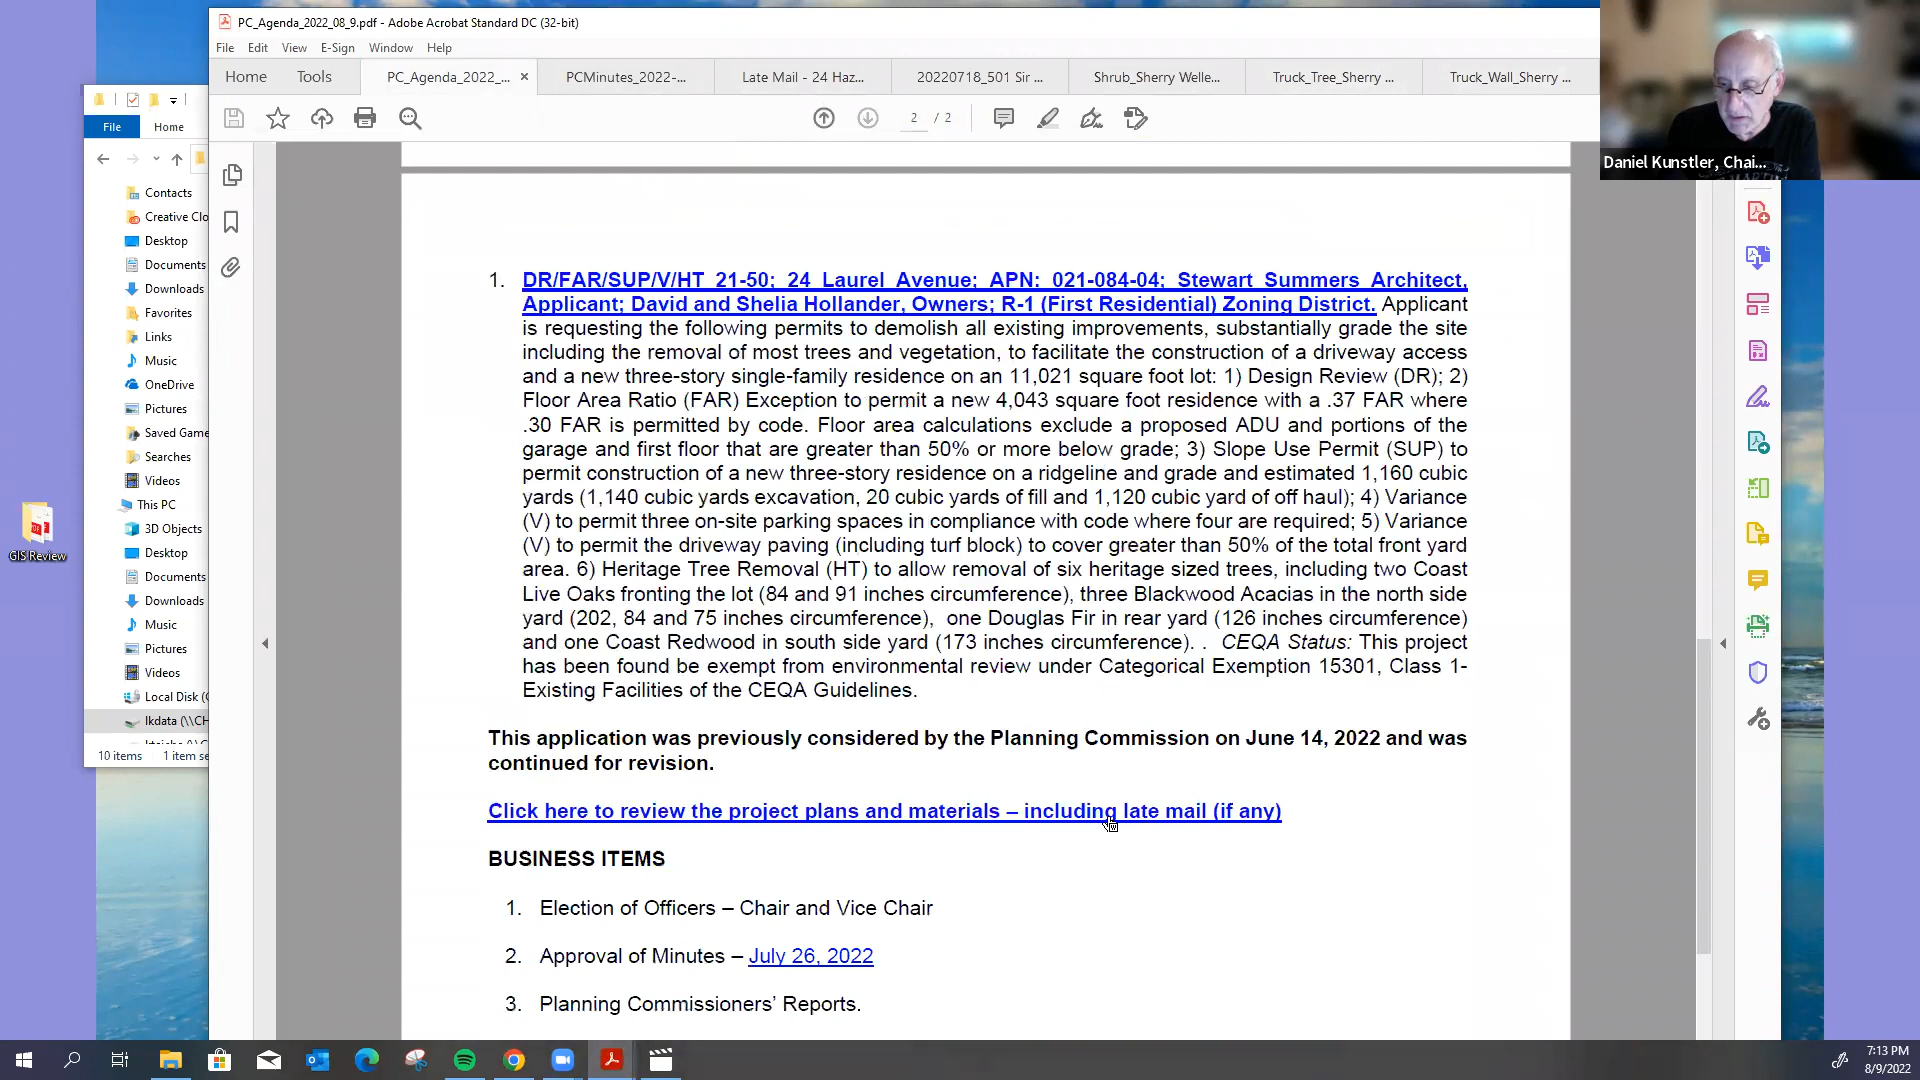 PC_Agenda_2022_08_9.pdf - Adobe Acrobat Standard DC (32-bit)
File Edit View E-Sign Window Help
Home Tools PC_Agenda_2022_... × PCMinutes_2022-... Late Mail - 24 Haz... 20220718_501 Sir ... Shrub_Sherry Welle... Truck_Tree_Sherry ... Truck_Wall_Sherry ...
2 / 2
Daniel Kunstler, Chai...
File Home
Contacts
Creative Clo
Desktop
Documents
Downloads
Favorites
Links
Music
OneDrive
Pictures
Saved Game
Searches
Videos
This PC
3D Objects
Desktop
Documents
Downloads
Music
Pictures
Videos
Local Disk (C
lkdata (\\CH
10 items 1 item se
GIS Review
1. DR/FAR/SUP/V/HT 21-50; 24 Laurel Avenue; APN: 021-084-04; Stewart Summers Architect,
Applicant; David and Shelia Hollander, Owners; R-1 (First Residential) Zoning District. Applicant
is requesting the following permits to demolish all existing improvements, substantially grade the site
including the removal of most trees and vegetation, to facilitate the construction of a driveway access
and a new three-story single-family residence on an 11,021 square foot lot: 1) Design Review (DR); 2)
Floor Area Ratio (FAR) Exception to permit a new 4,043 square foot residence with a .37 FAR where
.30 FAR is permitted by code. Floor area calculations exclude a proposed ADU and portions of the
garage and first floor that are greater than 50% or more below grade; 3) Slope Use Permit (SUP) to
permit construction of a new three-story residence on a ridgeline and grade and estimated 1,160 cubic
yards (1,140 cubic yards excavation, 20 cubic yards of fill and 1,120 cubic yard of off haul); 4) Variance
(V) to permit three on-site parking spaces in compliance with code where four are required; 5) Variance
(V) to permit the driveway paving (including turf block) to cover greater than 50% of the total front yard
area. 6) Heritage Tree Removal (HT) to allow removal of six heritage sized trees, including two Coast
Live Oaks fronting the lot (84 and 91 inches circumference), three Blackwood Acacias in the north side
yard (202, 84 and 75 inches circumference), one Douglas Fir in rear yard (126 inches circumference)
and one Coast Redwood in south side yard (173 inches circumference). . CEQA Status: This project
has been found be exempt from environmental review under Categorical Exemption 15301, Class 1-
Existing Facilities of the CEQA Guidelines.
This application was previously considered by the Planning Commission on June 14, 2022 and was
continued for revision.
Click here to review the project plans and materials – including late mail (if any)
BUSINESS ITEMS
1. Election of Officers – Chair and Vice Chair
2. Approval of Minutes – July 26, 2022
3. Planning Commissioners' Reports.
7:13 PM
8/9/2022